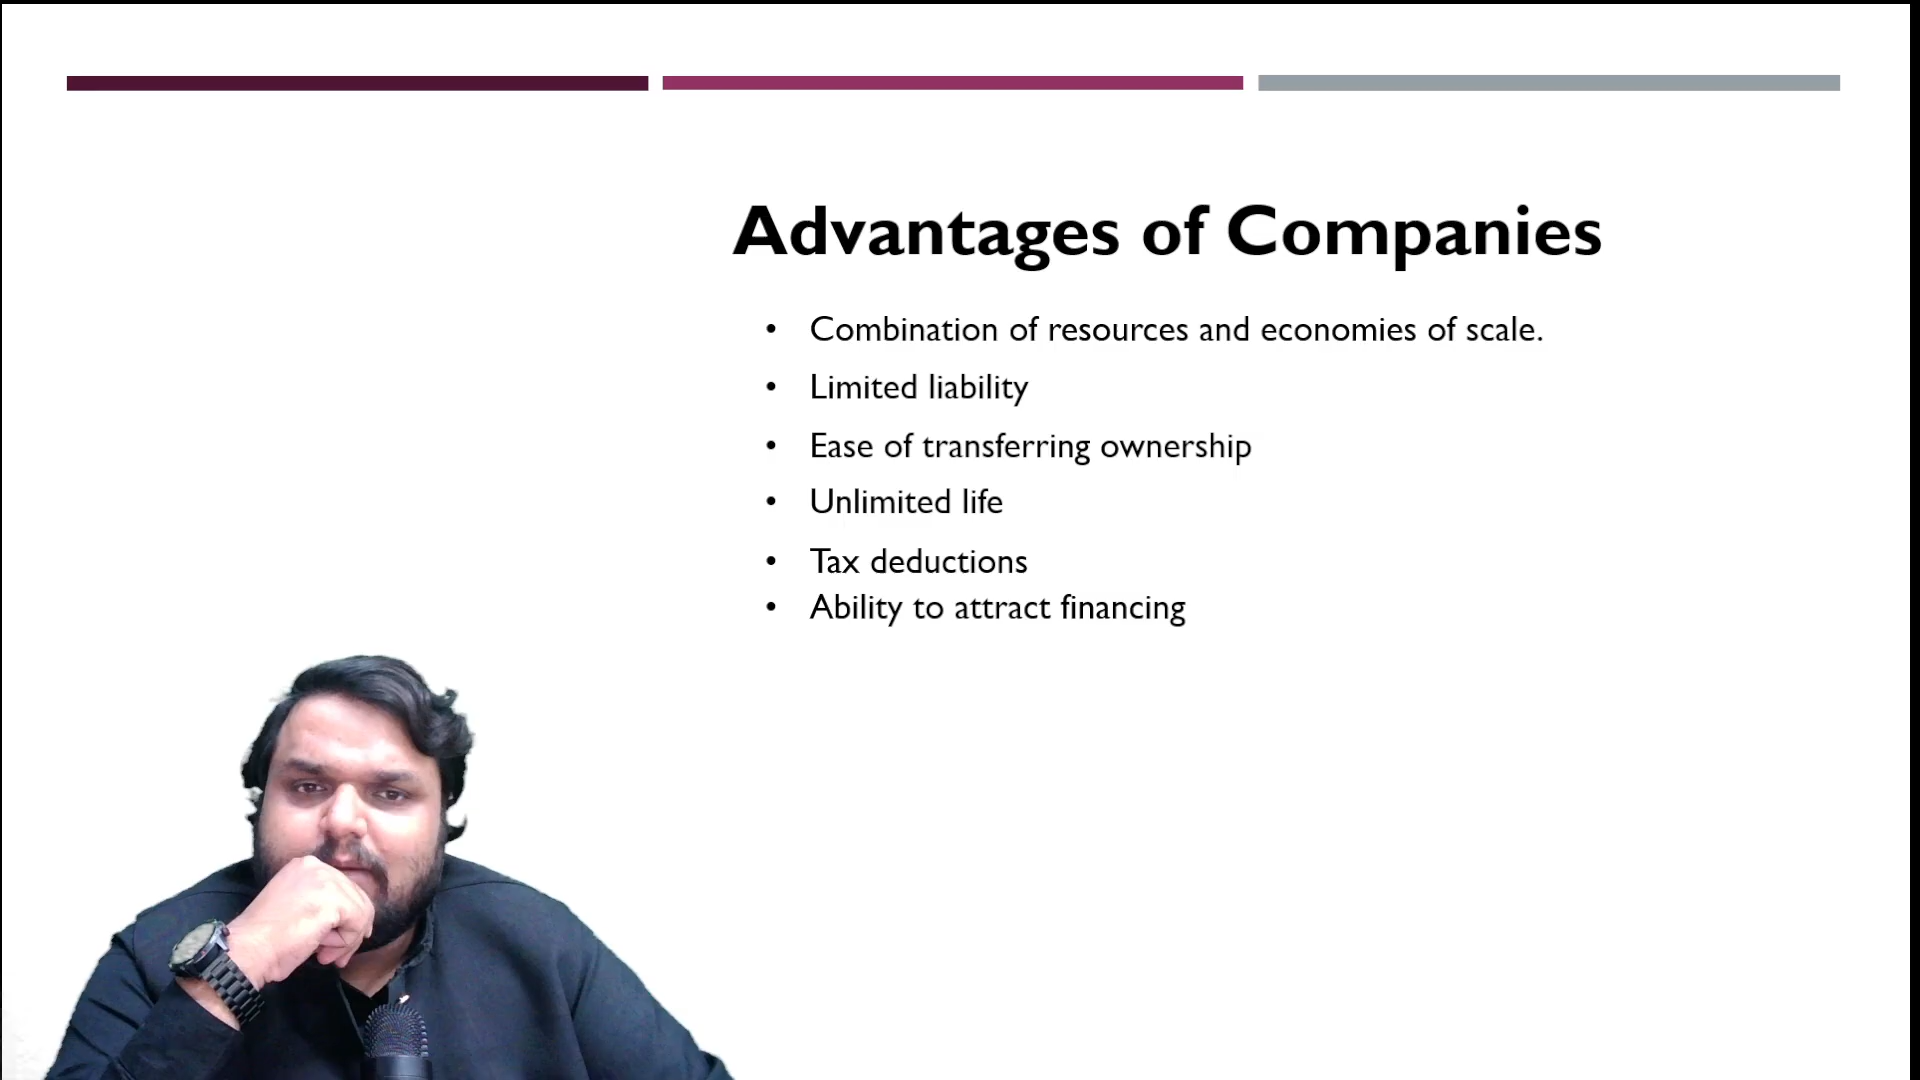 Advantages of Companies
• Combination of resources and economies of scale.
• Limited liability
• Ease of transferring ownership
• Unlimited life
• Tax deductions
• Ability to attract financing